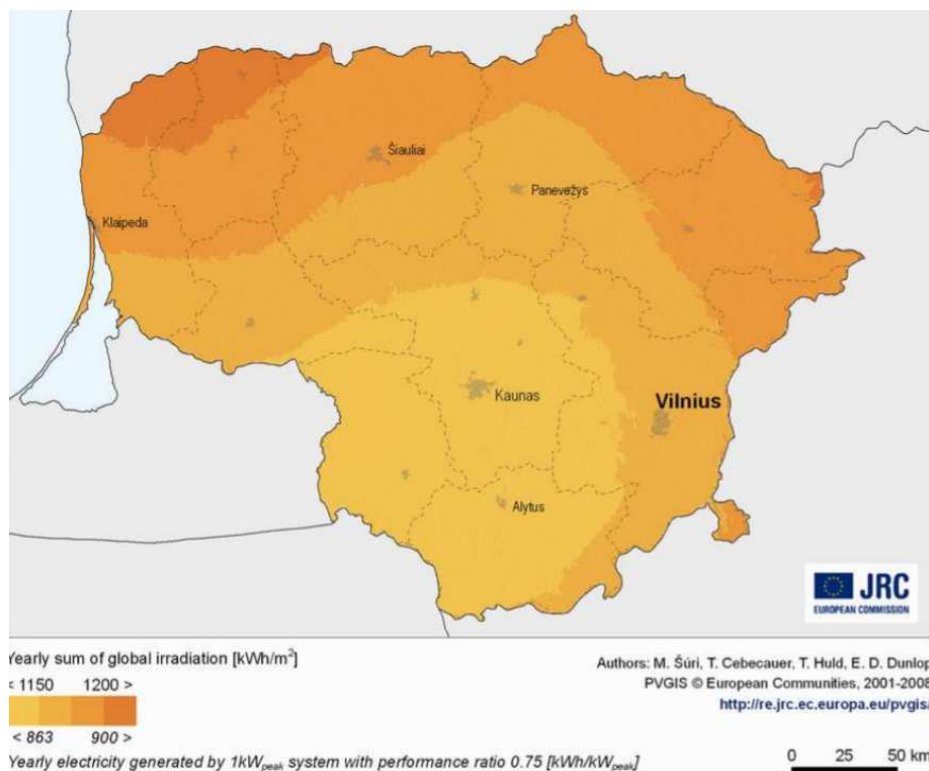 Šiauliai
Panevėžys
Klaipeda
Kaunas
Vilnius
Alytus
JRC
EUROPEAN COMMISSION
Yearly sum of global irradiation [kWh/m²]
< 1150 1200 >
< 863 900 >
Yearly electricity generated by 1kWpeak system with performance ratio 0.75 [kWh/kWpeak]
Authors: M. Šúri, T. Cebecauer, T. Huld, E. D. Dunlop
PVGIS © European Communities, 2001-2008
http://re.jrc.ec.europa.eu/pvgis/
0 25 50 km